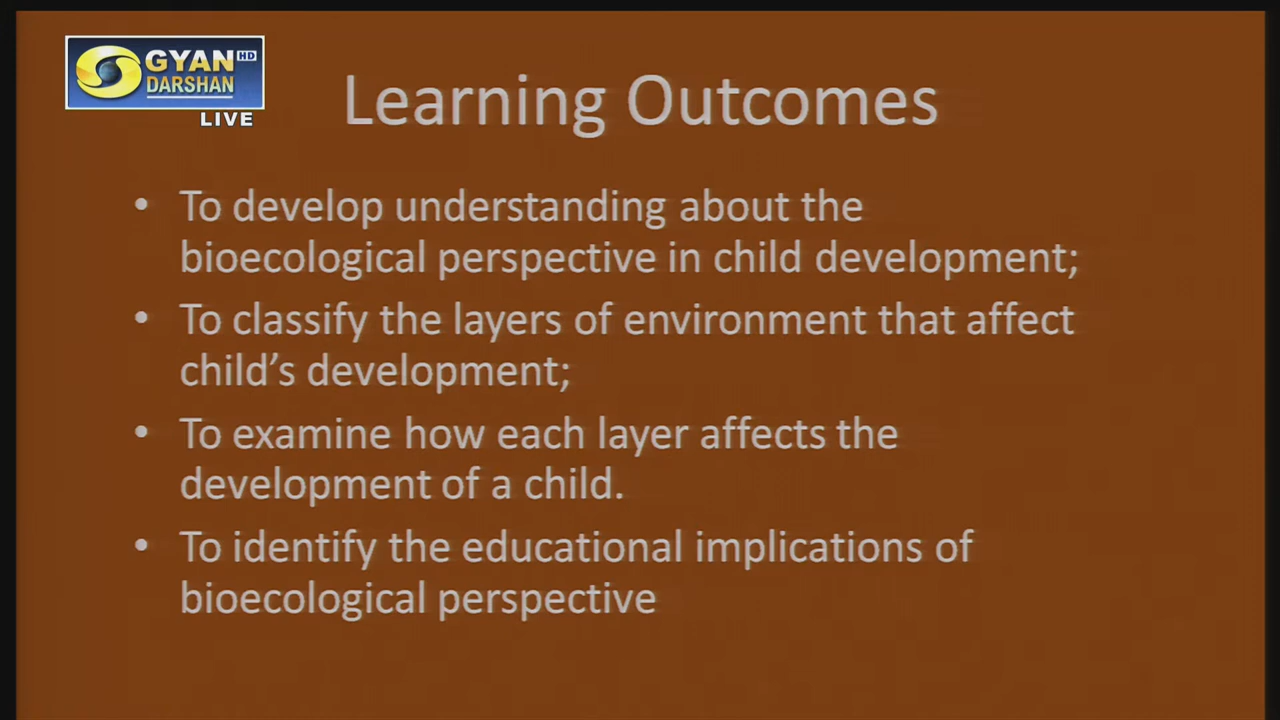 GYAN HD
DARSHAN
LIVE
Learning Outcomes
• To develop understanding about the
bioecological perspective in child development;
• To classify the layers of environment that affect
child’s development;
• To examine how each layer affects the
development of a child.
• To identify the educational implications of
bioecological perspective